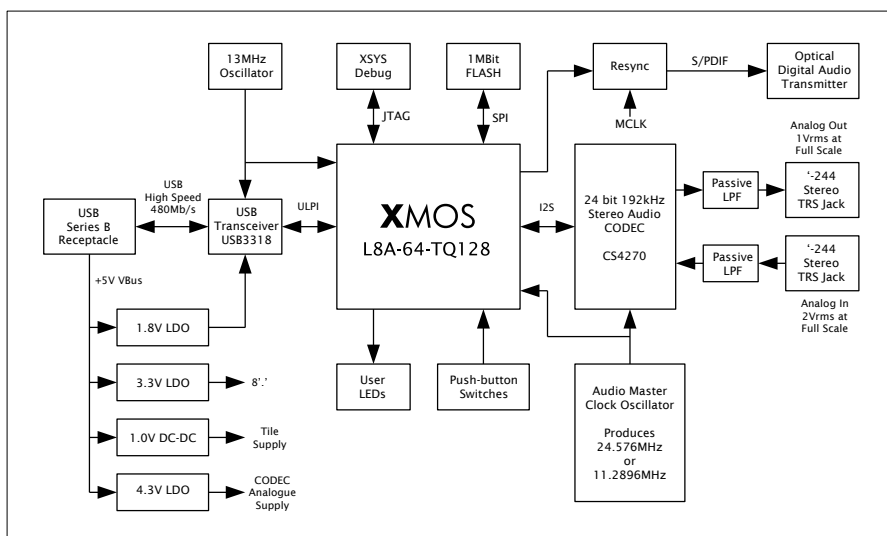 13MHz
Oscillator
XSYS
Debug
1MBit
FLASH
Resync
S/PDIF
Optical
Digital Audio
Transmitter
JTAG
SPI
MCLK
Analog Out
1Vrms at
Full Scale
USB
High Speed
480Mb/s
USB
Series B
Receptacle
USB
Transceiver
USB3318
ULPI
XMOS
L8A-64-TQ128
I2S
24 bit 192kHz
Stereo Audio
CODEC
CS4270
Passive
LPF
‘-244
Stereo
TRS Jack
Passive
LPF
‘-244
Stereo
TRS Jack
Analog In
2Vrms at
Full Scale
+5V VBus
1.8V LDO
3.3V LDO
8'.'
1.0V DC-DC
Tile
Supply
4.3V LDO
CODEC
Analogue
Supply
User
LEDs
Push-button
Switches
Audio Master
Clock Oscillator
Produces
24.576MHz
or
11.2896MHz